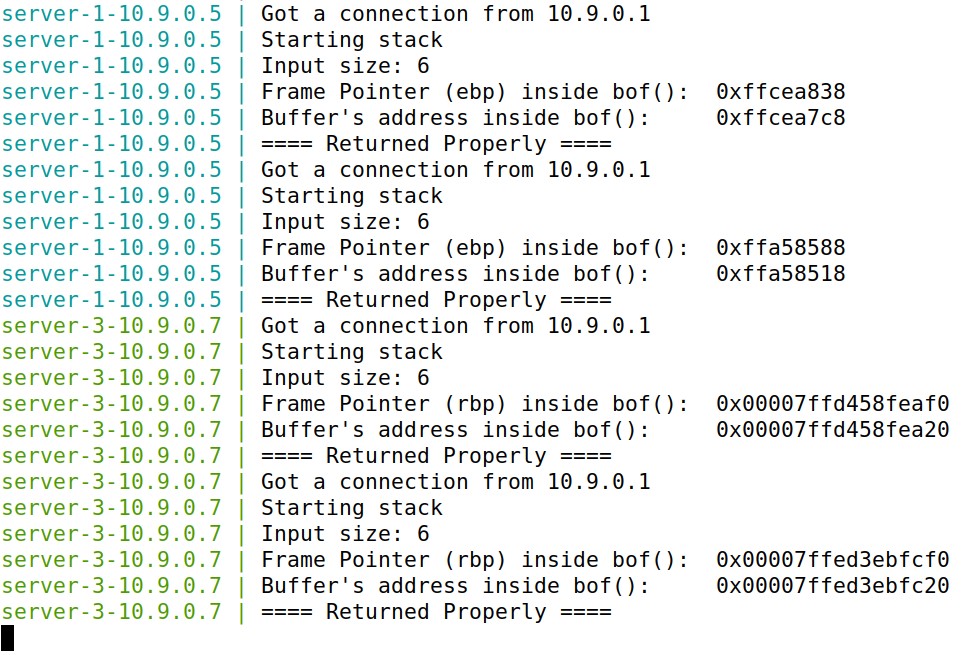 server-1-10.9.0.5 | Got a connection from 10.9.0.1
server-1-10.9.0.5 | Starting stack
server-1-10.9.0.5 | Input size: 6
server-1-10.9.0.5 | Frame Pointer (ebp) inside bof():  0xffcea838
server-1-10.9.0.5 | Buffer's address inside bof():     0xffcea7c8
server-1-10.9.0.5 | ==== Returned Properly ====
server-1-10.9.0.5 | Got a connection from 10.9.0.1
server-1-10.9.0.5 | Starting stack
server-1-10.9.0.5 | Input size: 6
server-1-10.9.0.5 | Frame Pointer (ebp) inside bof():  0xffa58588
server-1-10.9.0.5 | Buffer's address inside bof():     0xffa58518
server-1-10.9.0.5 | ==== Returned Properly ====
server-3-10.9.0.7 | Got a connection from 10.9.0.1
server-3-10.9.0.7 | Starting stack
server-3-10.9.0.7 | Input size: 6
server-3-10.9.0.7 | Frame Pointer (rbp) inside bof():  0x00007ffd458feaf0
server-3-10.9.0.7 | Buffer's address inside bof():     0x00007ffd458fea20
server-3-10.9.0.7 | ==== Returned Properly ====
server-3-10.9.0.7 | Got a connection from 10.9.0.1
server-3-10.9.0.7 | Starting stack
server-3-10.9.0.7 | Input size: 6
server-3-10.9.0.7 | Frame Pointer (rbp) inside bof():  0x00007ffed3ebfcf0
server-3-10.9.0.7 | Buffer's address inside bof():     0x00007ffed3ebfc20
server-3-10.9.0.7 | ==== Returned Properly ====